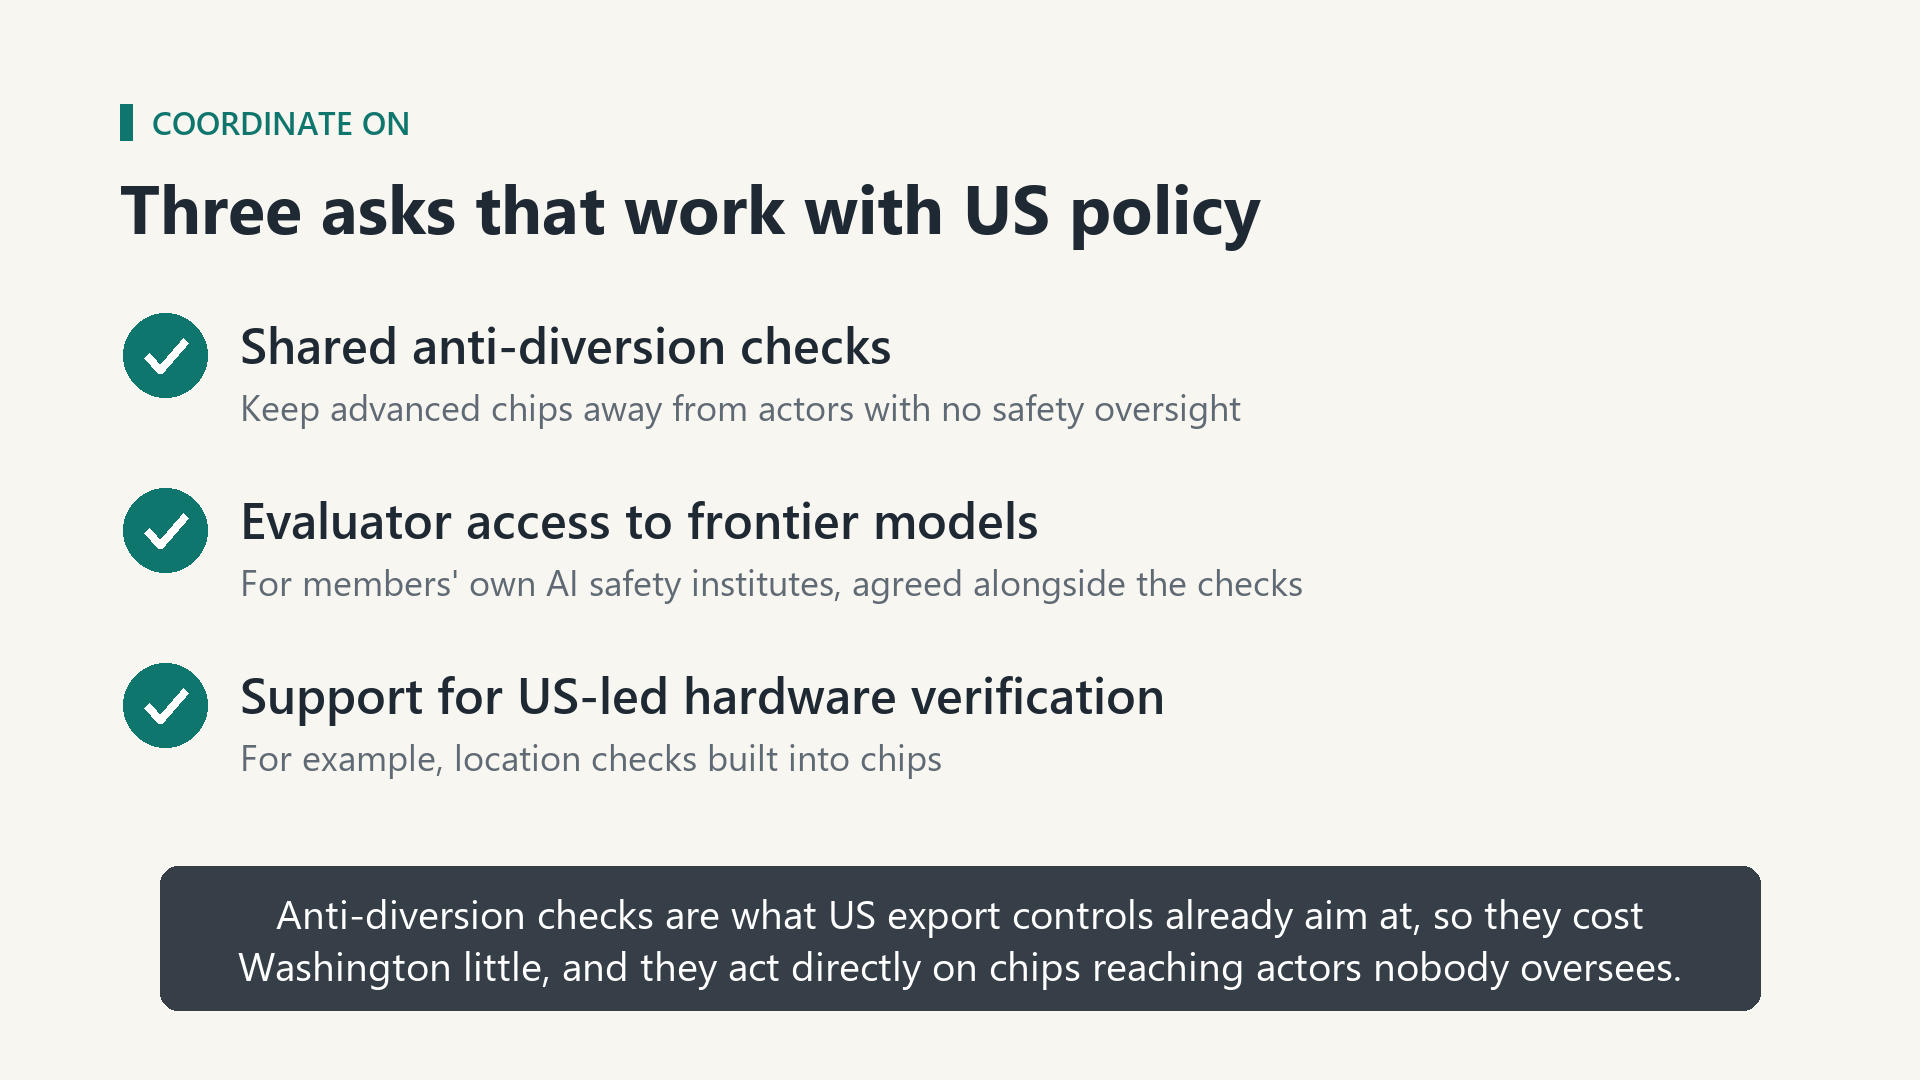 COORDINATE ON
Three asks that work with US policy
Shared anti-diversion checks
Keep advanced chips away from actors with no safety oversight
Evaluator access to frontier models
For members' own AI safety institutes, agreed alongside the checks
Support for US-led hardware verification
For example, location checks built into chips
Anti-diversion checks are what US export controls already aim at, so they cost
Washington little, and they act directly on chips reaching actors nobody oversees.